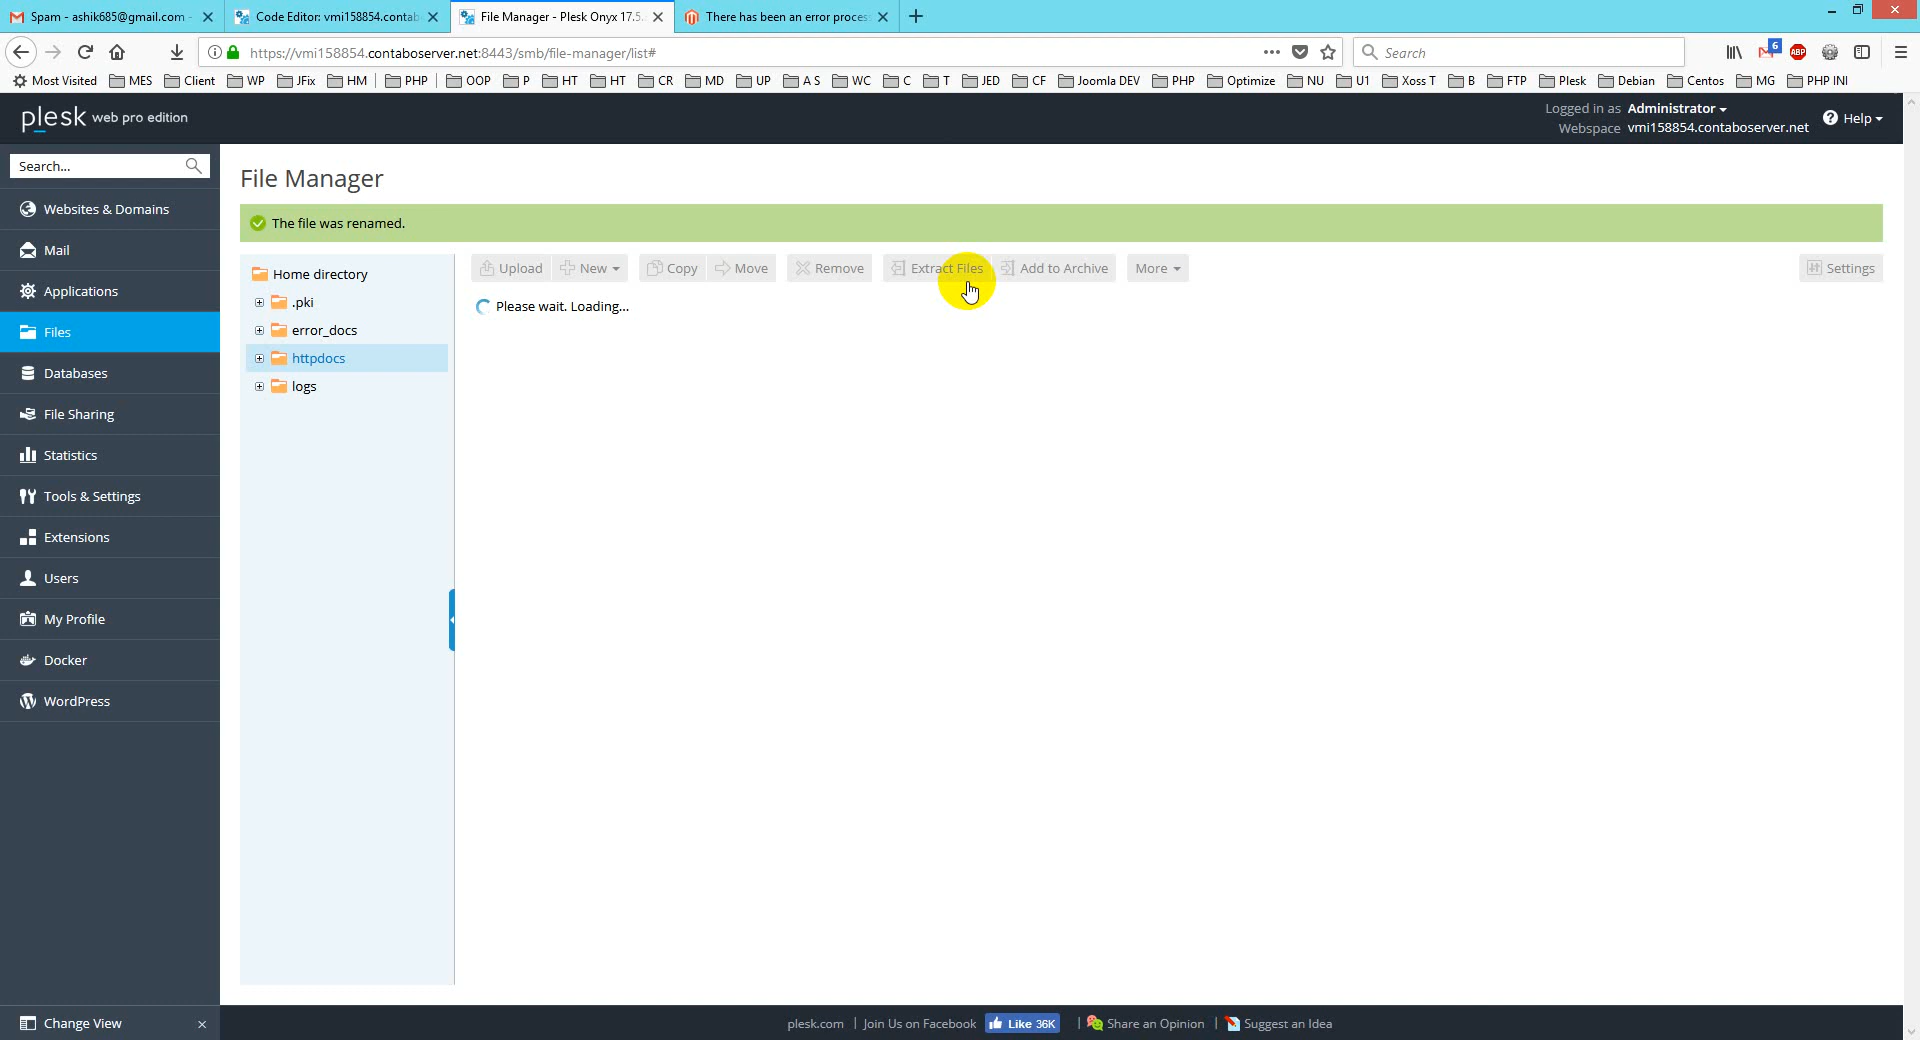 Spam - ashik685@gmail.com -
Code Editor: vmi158854.contab
File Manager - Plesk Onyx 17.5.
There has been an error proces
https://vmi158854.contaboserver.net:8443/smb/file-manager/list#
Search
6
ABP
Most Visited MES Client WP JFix HM PHP OOP P HT HT CR MD UP A S WC C T JED CF Joomla DEV PHP Optimize NU U1 Xoss T B FTP Plesk Debian Centos MG PHP INI
plesk web pro edition
Logged in as Administrator
Webspace vmi158854.contaboserver.net
Help
Search...
Websites & Domains
Mail
Applications
Files
Databases
File Sharing
Statistics
Tools & Settings
Extensions
Users
My Profile
Docker
WordPress
Change View
File Manager
The file was renamed.
Home directory
.pki
error_docs
httpdocs
logs
Upload New Copy Move Remove Extract Files Add to Archive More Settings
Please wait. Loading...
plesk.com | Join Us on Facebook Like 36K | Share an Opinion | Suggest an Idea